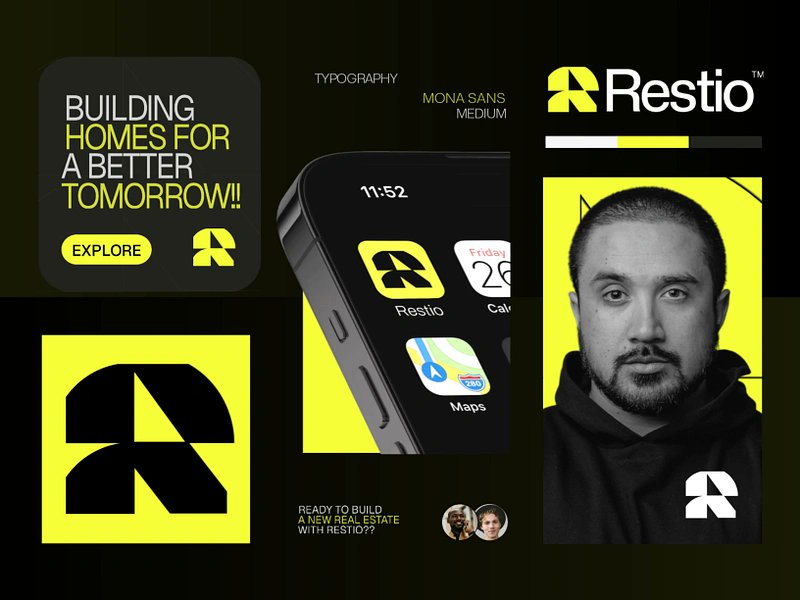 BUILDING
HOMES FOR
A BETTER
TOMORROW!!
EXPLORE
TYPOGRAPHY
MONA SANS
MEDIUM
11:52
Restio
Friday
26
Maps
280
READY TO BUILD
A NEW REAL ESTATE
WITH RESTIO??
Restio™